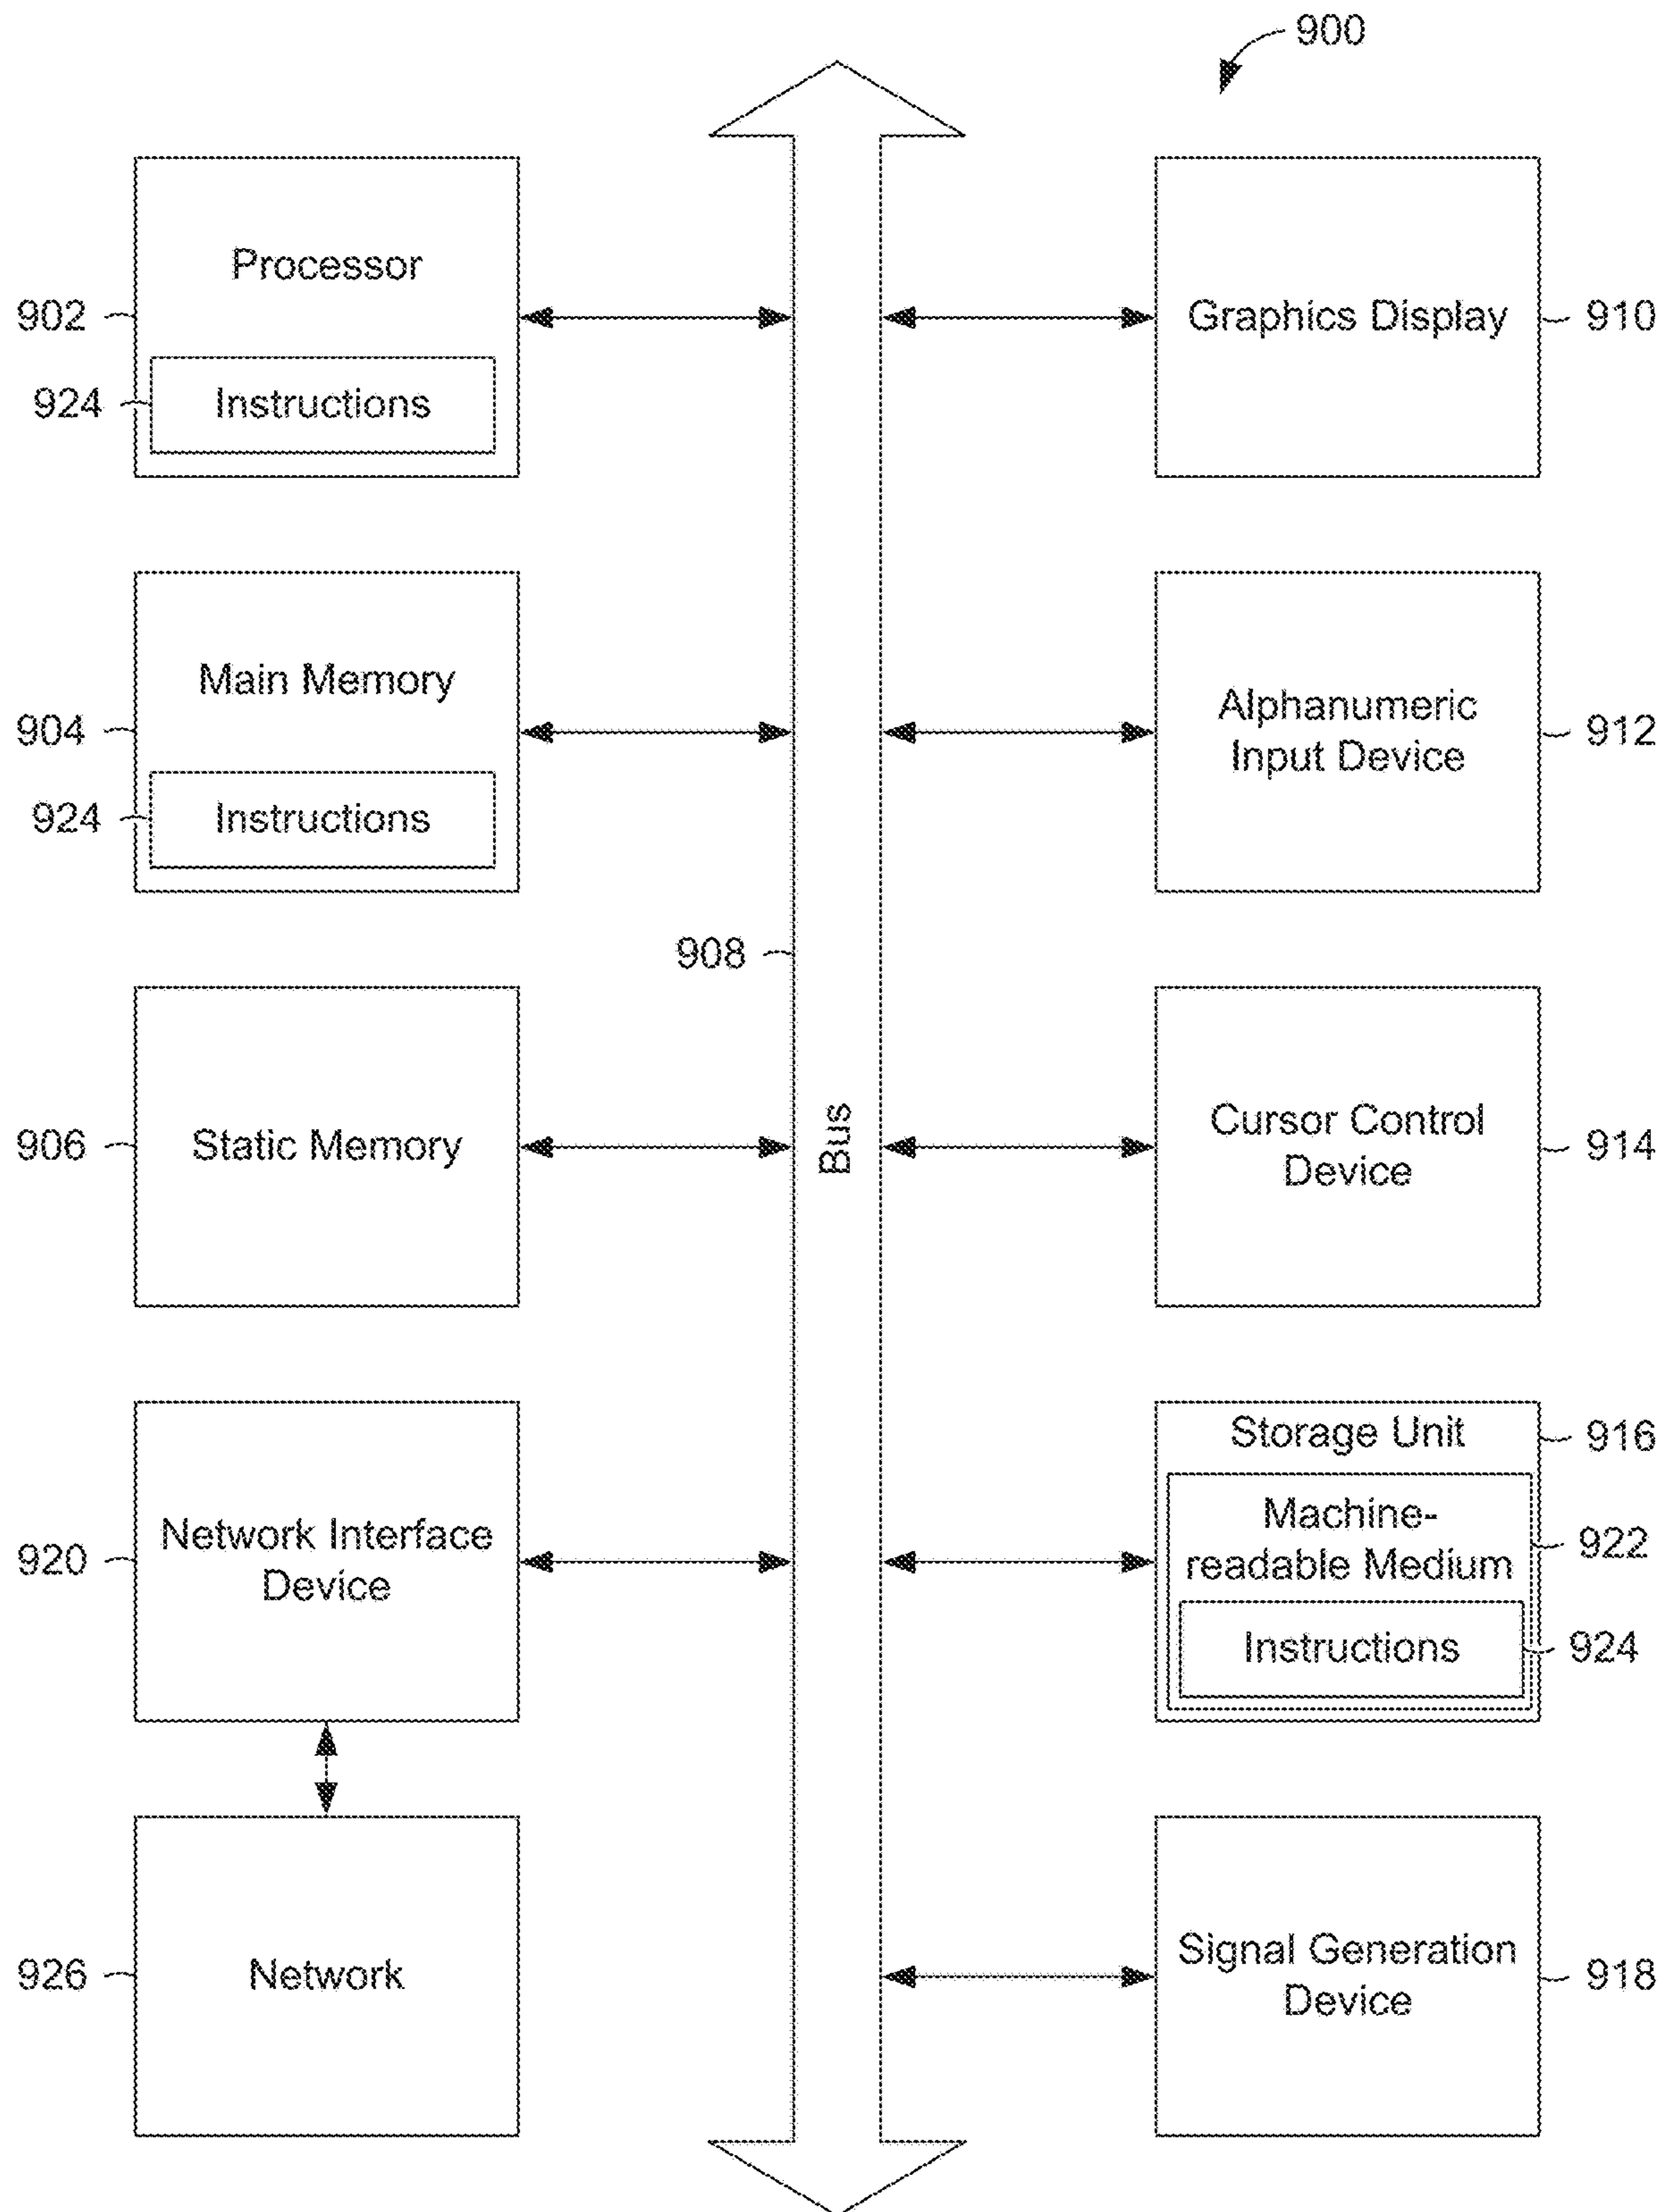 900
Processor
902
924
Instructions
Graphics Display
910
Main Memory
904
924
Instructions
Alphanumeric
Input Device
912
908
Bus
Static Memory
906
Cursor Control
Device
914
Network Interface
Device
920
Storage Unit
916
Machine-
readable Medium
922
Instructions
924
Network
926
Signal Generation
Device
918